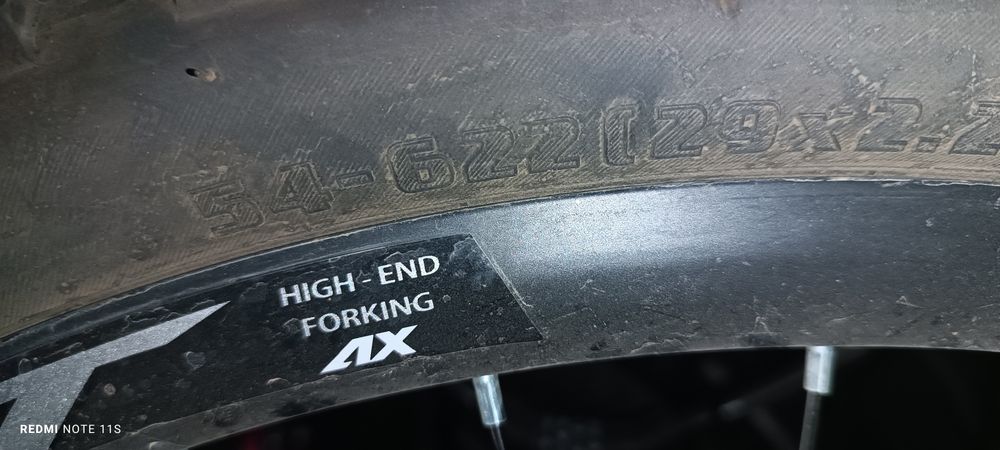 54-622 (29x2.2
HIGH - END
FORKING
AX
REDMI NOTE 11S